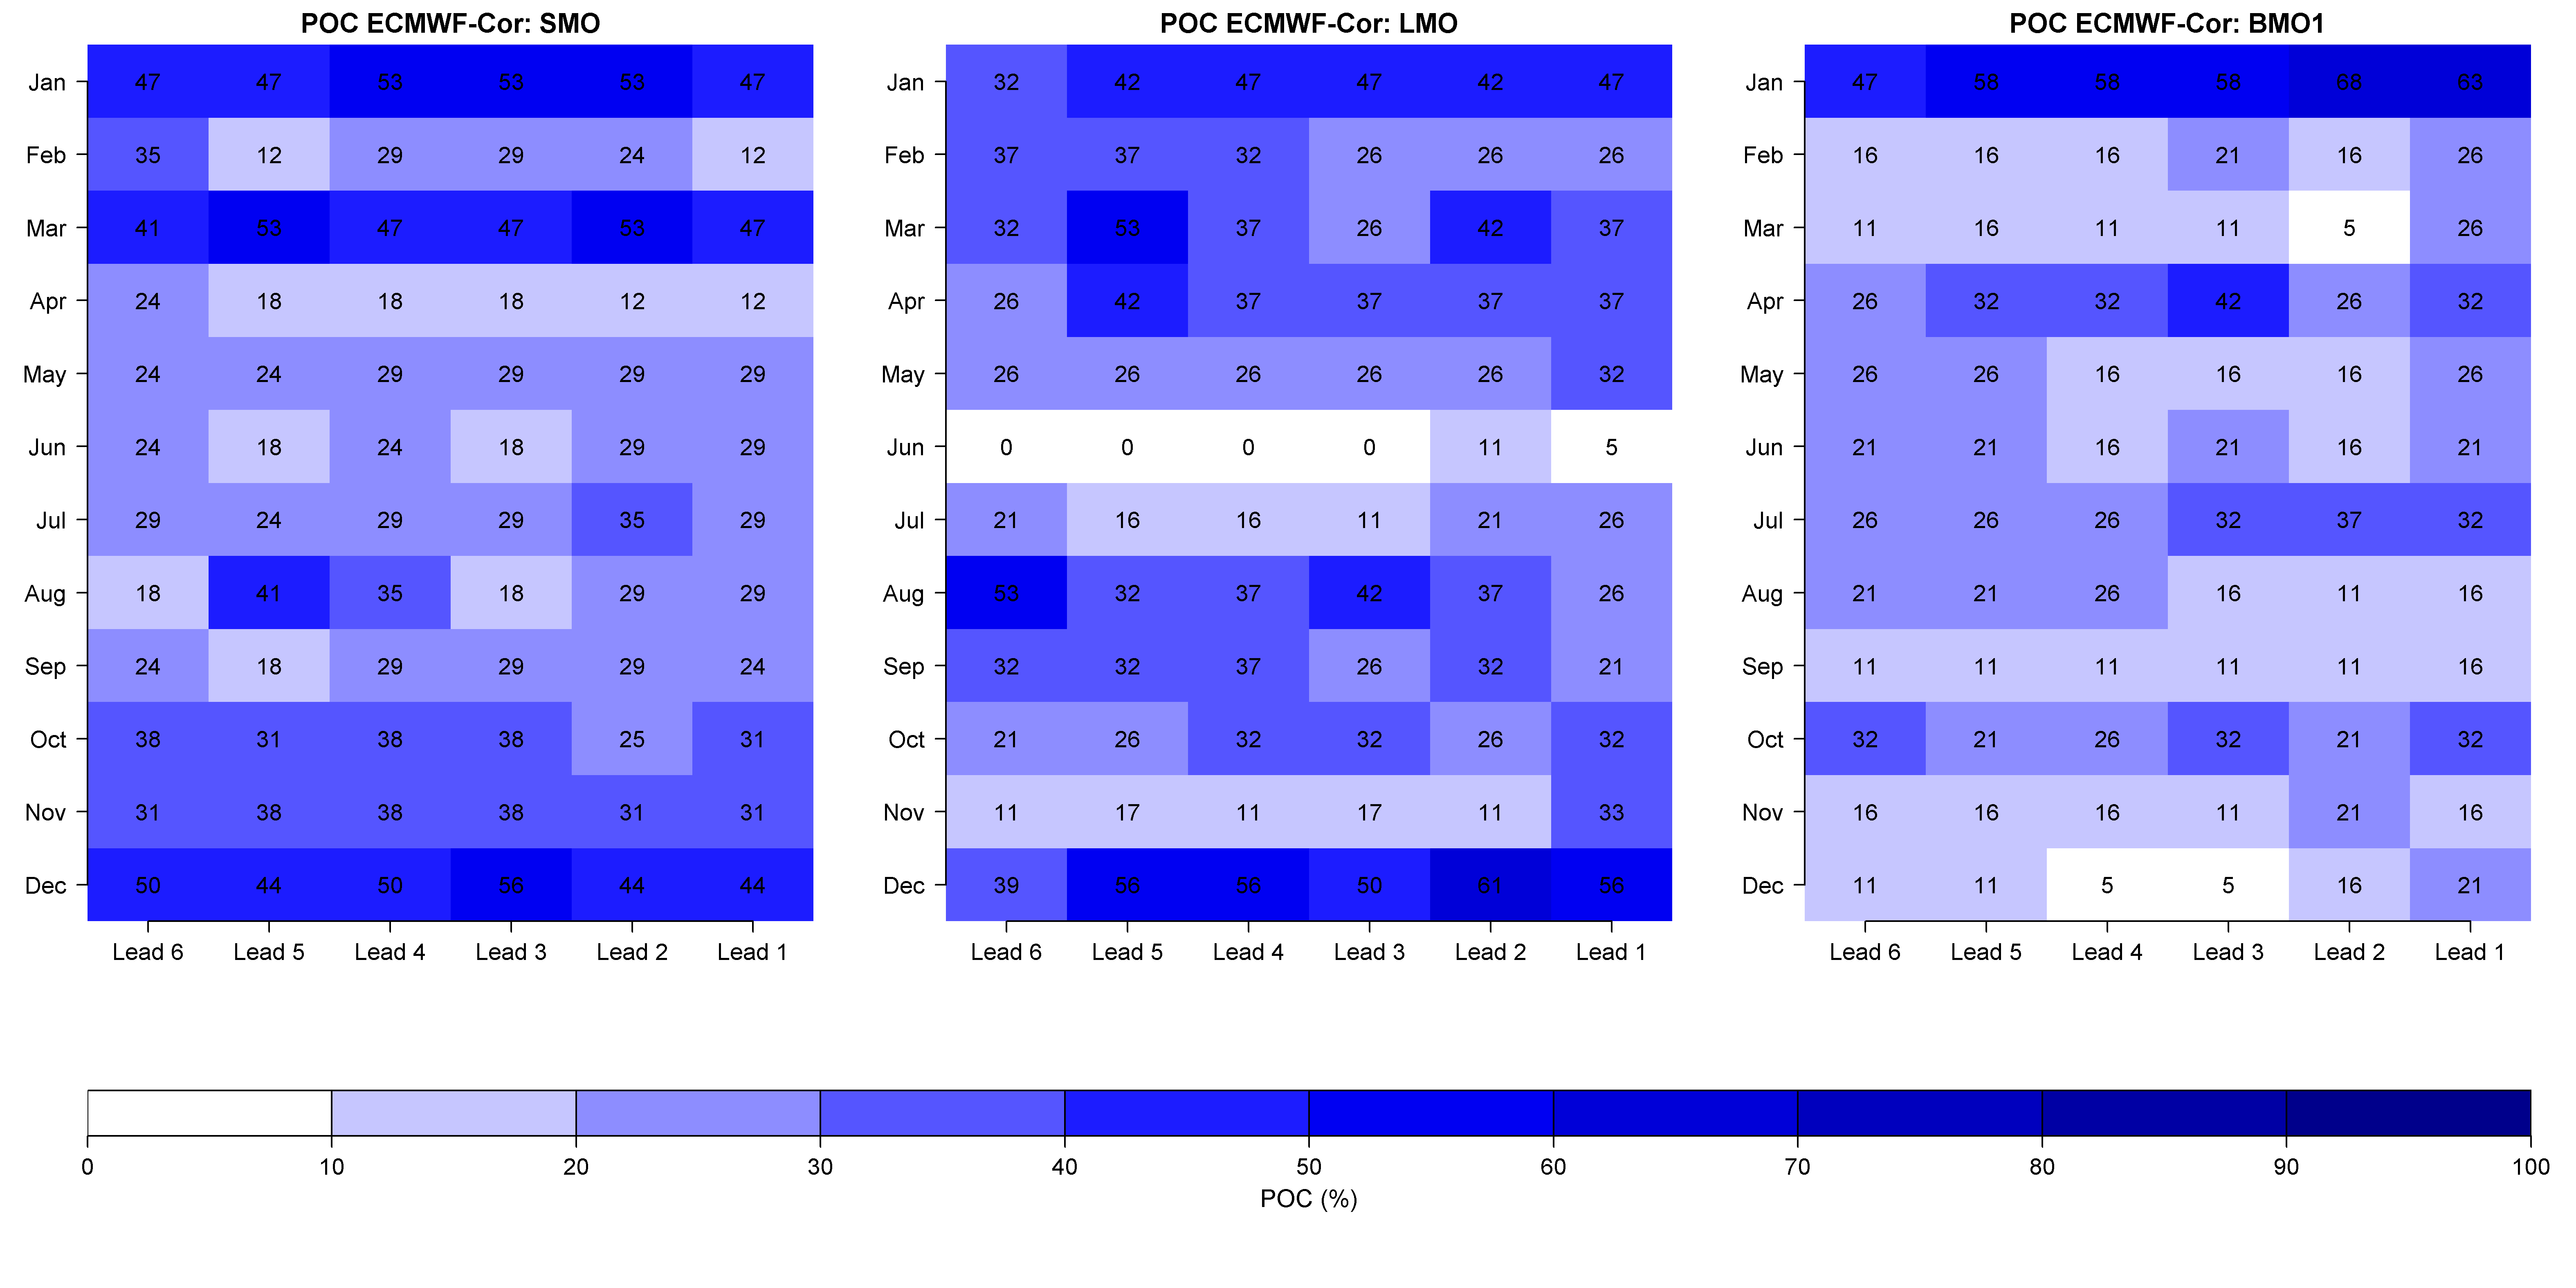 POC ECMWF-Cor: SMO POC ECMWF-Cor: LMO POC ECMWF-Cor: BMO1
Jan 47 47 53 53 53 47 Jan 32 42 47 47 42 47 Jan 47 58 58 58 68 63
Feb 35 12 29 29 24 12 Feb 37 37 32 26 26 26 Feb 16 16 16 21 16 26
Mar 41 53 47 47 53 47 Mar 32 53 37 26 42 37 Mar 11 16 11 11 5 26
Apr 24 18 18 18 12 12 Apr 26 42 37 37 37 37 Apr 26 32 32 42 26 32
May 24 24 29 29 29 29 May 26 26 26 26 26 32 May 26 26 16 16 16 26
Jun 24 18 24 18 29 29 Jun 0 0 0 0 11 5 Jun 21 21 16 21 16 21
Jul 29 24 29 29 35 29 Jul 21 16 16 11 21 26 Jul 26 26 26 32 37 32
Aug 18 41 35 18 29 29 Aug 53 32 37 42 37 26 Aug 21 21 26 16 11 16
Sep 24 18 29 29 29 24 Sep 32 32 37 26 32 21 Sep 11 11 11 11 11 16
Oct 38 31 38 38 25 31 Oct 21 26 32 32 26 32 Oct 32 21 26 32 21 32
Nov 31 38 38 38 31 31 Nov 11 17 11 17 11 33 Nov 16 16 16 11 21 16
Dec 50 44 50 56 44 44 Dec 39 56 56 50 61 56 Dec 11 11 5 5 16 21
Lead 6 Lead 5 Lead 4 Lead 3 Lead 2 Lead 1 Lead 6 Lead 5 Lead 4 Lead 3 Lead 2 Lead 1 Lead 6 Lead 5 Lead 4 Lead 3 Lead 2 Lead 1
0 10 20 30 40 50 60 70 80 90 100
POC (%)